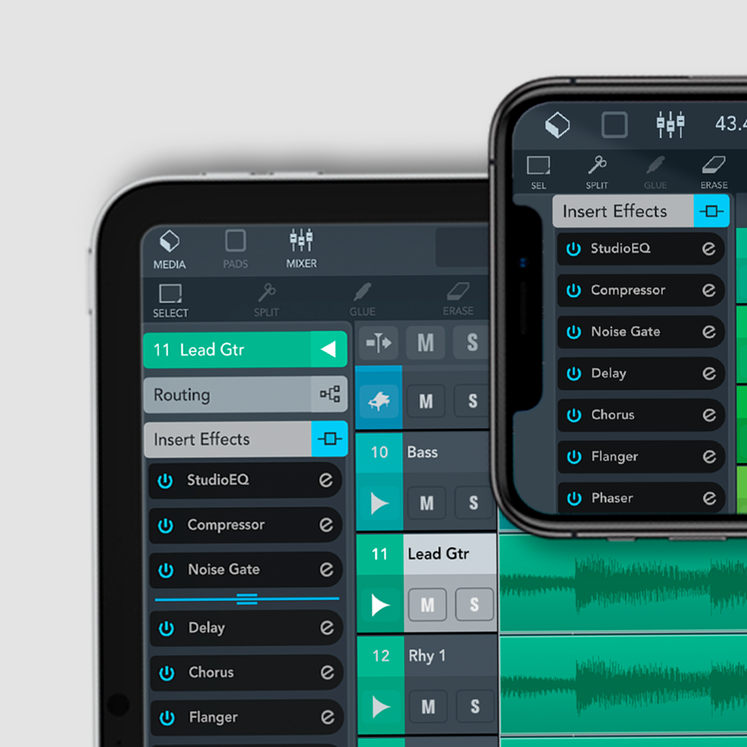 MEDIA PADS MIXER
SELECT SPLIT GLUE ERASE
11 Lead Gtr
M S
Routing
M S
Insert Effects
10 Bass
StudioEQ e
M S
Compressor e
11 Lead Gtr
Noise Gate e
M S
Delay e
12 Rhy 1
Chorus e
M S
Flanger e
43.4
SEL SPLIT GLUE ERASE
Insert Effects
StudioEQ e
Compressor e
Noise Gate e
Delay e
Chorus e
Flanger e
Phaser e